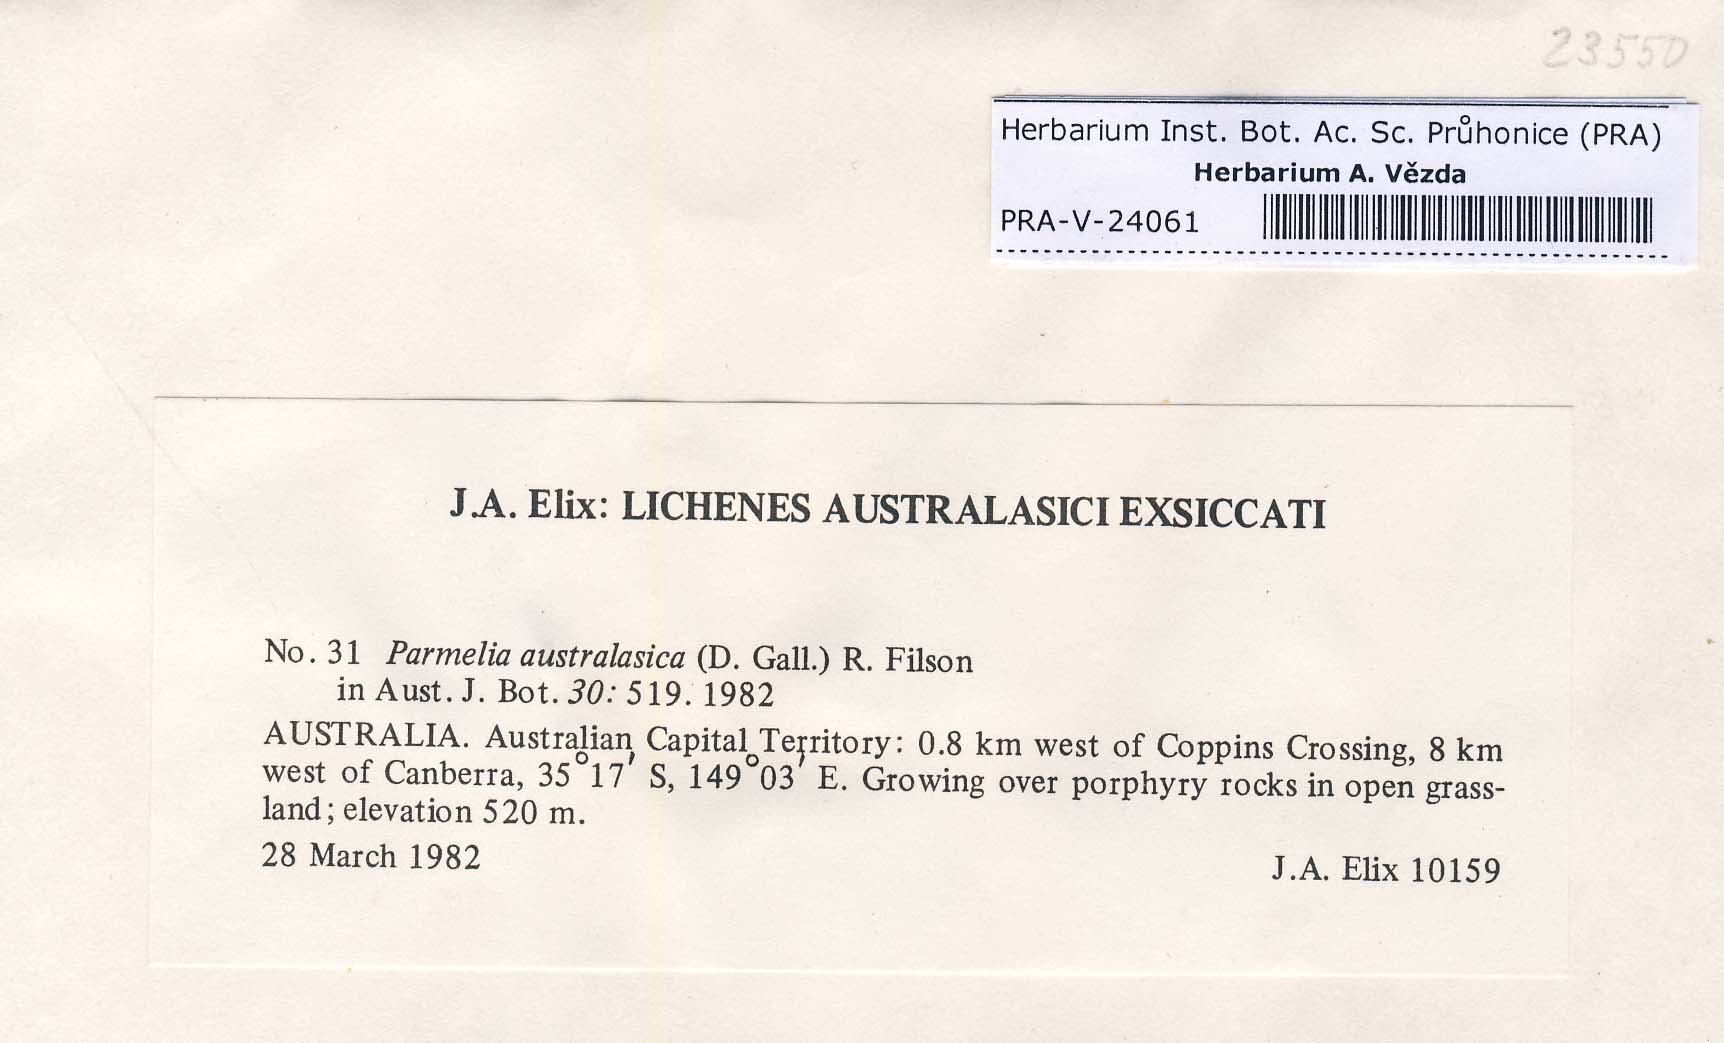 23550
Herbarium Inst. Bot. Ac. Sc. Průhonice (PRA)
Herbarium A. Vězda
PRA-V-24061
J.A. Elix: LICHENES AUSTRALASICI EXSICCATI
No. 31 Parmelia australasica (D. Gall.) R. Filson
in Aust. J. Bot. 30: 519. 1982
AUSTRALIA. Australian Capital Territory: 0.8 km west of Coppins Crossing, 8 km
west of Canberra, 35°17′ S, 149°03′ E. Growing over porphyry rocks in open grass-
land; elevation 520 m.
28 March 1982
J.A. Elix 10159